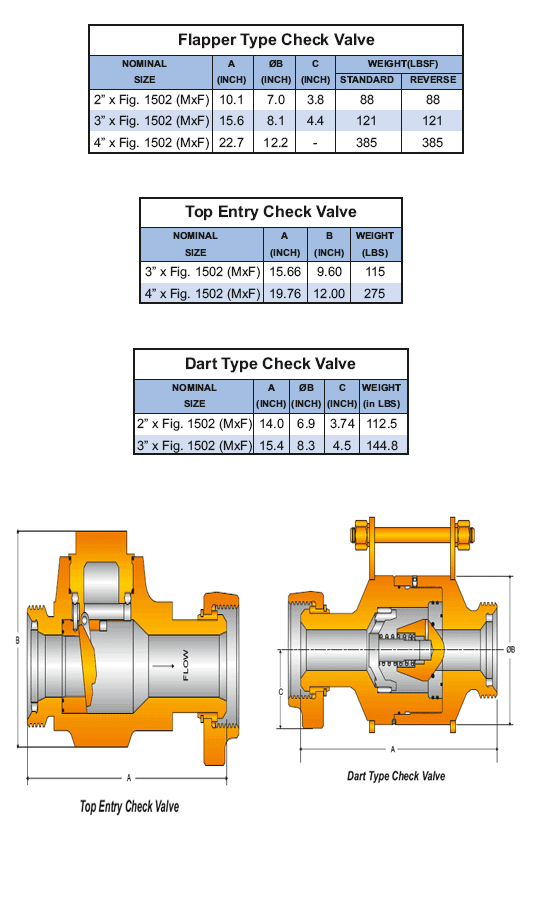 Flapper Type Check Valve
NOMINAL A ØB C WEIGHT(LBSF)
SIZE (INCH) (INCH) (INCH) STANDARD REVERSE
2” x Fig. 1502 (MxF) 10.1 7.0 3.8 88 88
3” x Fig. 1502 (MxF) 15.6 8.1 4.4 121 121
4” x Fig. 1502 (MxF) 22.7 12.2 - 385 385
Top Entry Check Valve
NOMINAL A B WEIGHT
SIZE (INCH) (INCH) (LBS)
3” x Fig. 1502 (MxF) 15.66 9.60 115
4” x Fig. 1502 (MxF) 19.76 12.00 275
Dart Type Check Valve
NOMINAL A ØB C WEIGHT
SIZE (INCH) (INCH) (INCH) (in LBS)
2” x Fig. 1502 (MxF) 14.0 6.9 3.74 112.5
3” x Fig. 1502 (MxF) 15.4 8.3 4.5 144.8
B
FLOW
A
Top Entry Check Valve
ØB
C
A
Dart Type Check Valve